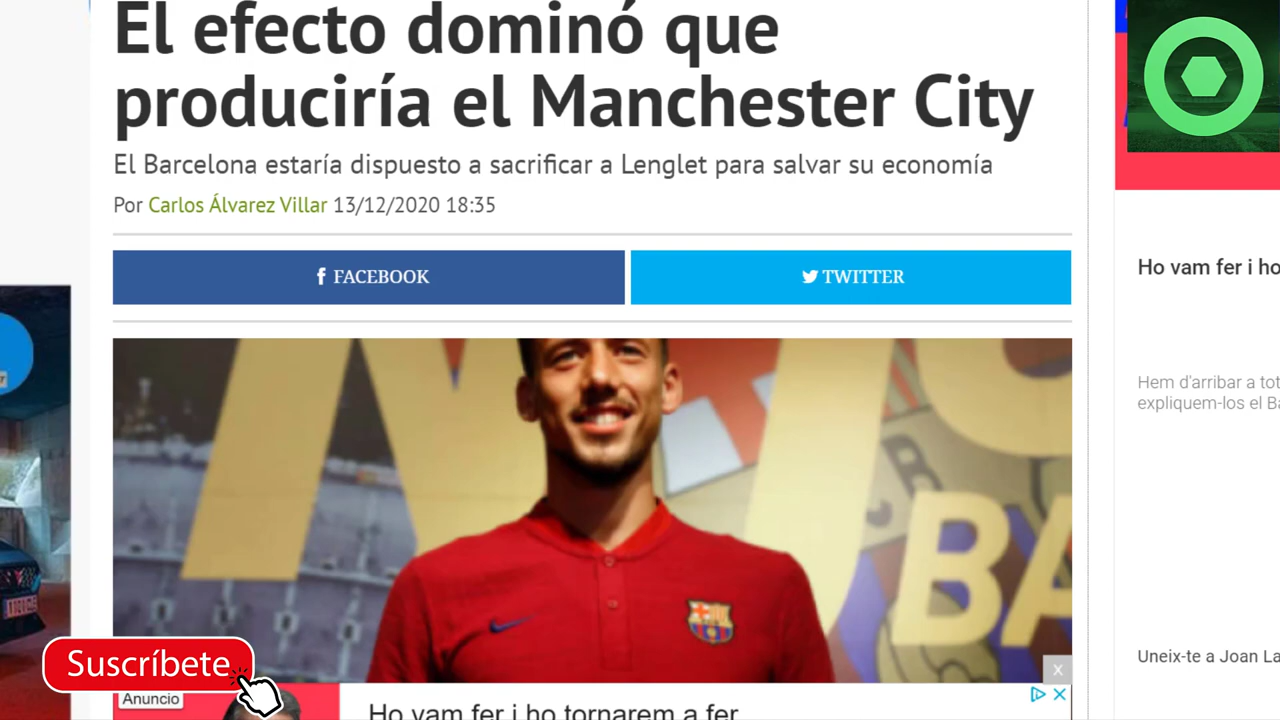 El efecto dominó que
produciría el Manchester City
El Barcelona estaría dispuesto a sacrificar a Lenglet para salvar su economía
Por Carlos Álvarez Villar 13/12/2020 18:35
FACEBOOK
TWITTER
Ho vam fer i ho
Hem d'arribar a tot
expliquem-los el Ba
BA
Uneix-te a Joan La
Suscríbete
Anuncio
Ho vam fer i ho tornarem a fer